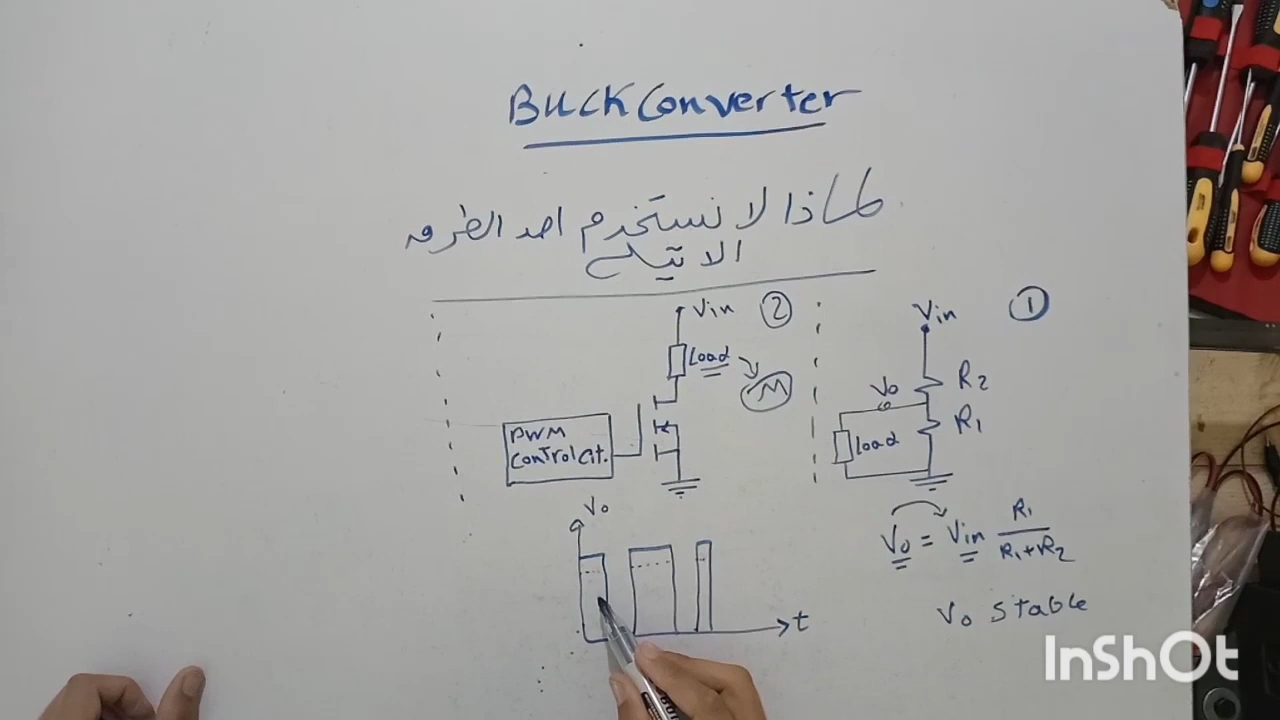 Buck Converter
لماذا لا نستخدم احد الطرق
الاتية
Vin ①
R2
R1
Vo
Load
Vo = Vin R1 / R1+R2
Vo stable
Vin ②
Load
M
PWM
Control Cit.
Vo
t
InShOt